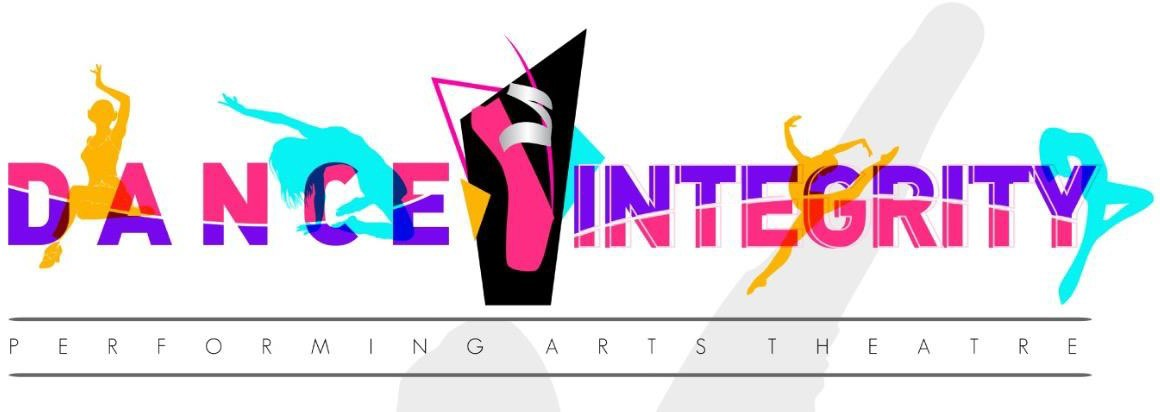 DANCE INTEGRITY
PERFORMING ARTS THEATRE